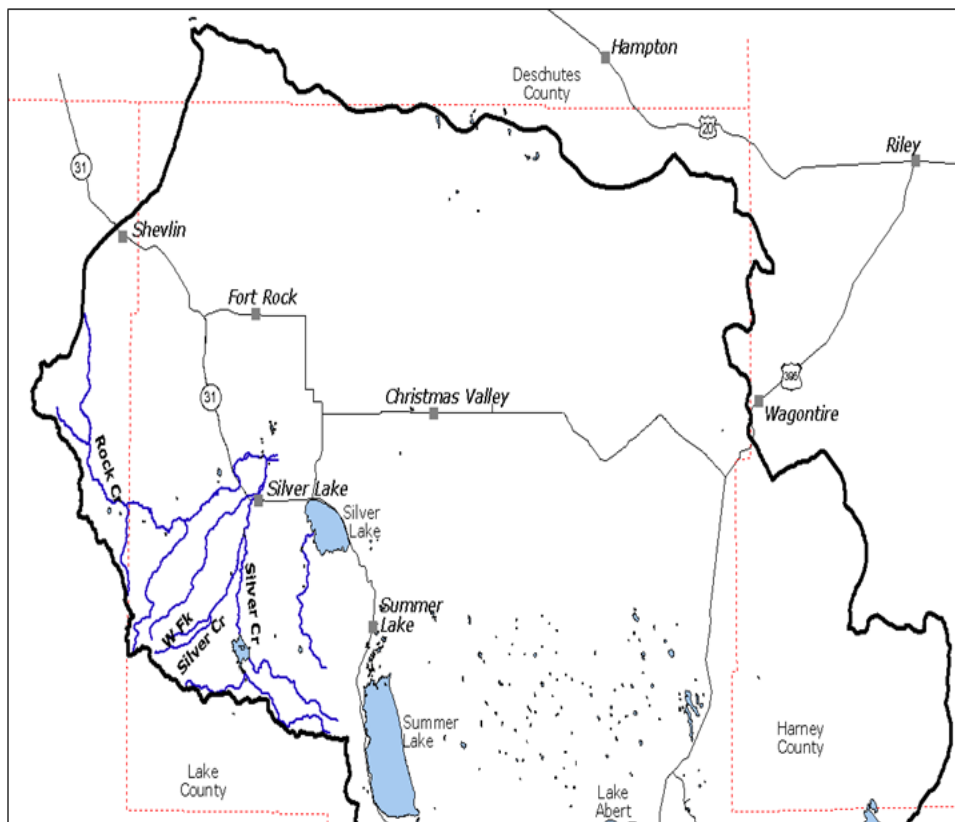 Hampton
Deschutes
County
20
Riley
31
Shevlin
Fort Rock
395
31
Christmas Valley
Wagontire
Rock Cr
Silver Lake
Silver
Lake
Silver Cr
Summer
Lake
W Fk
Silver Cr
Summer
Lake
Harney
County
Lake
County
Lake
Abert